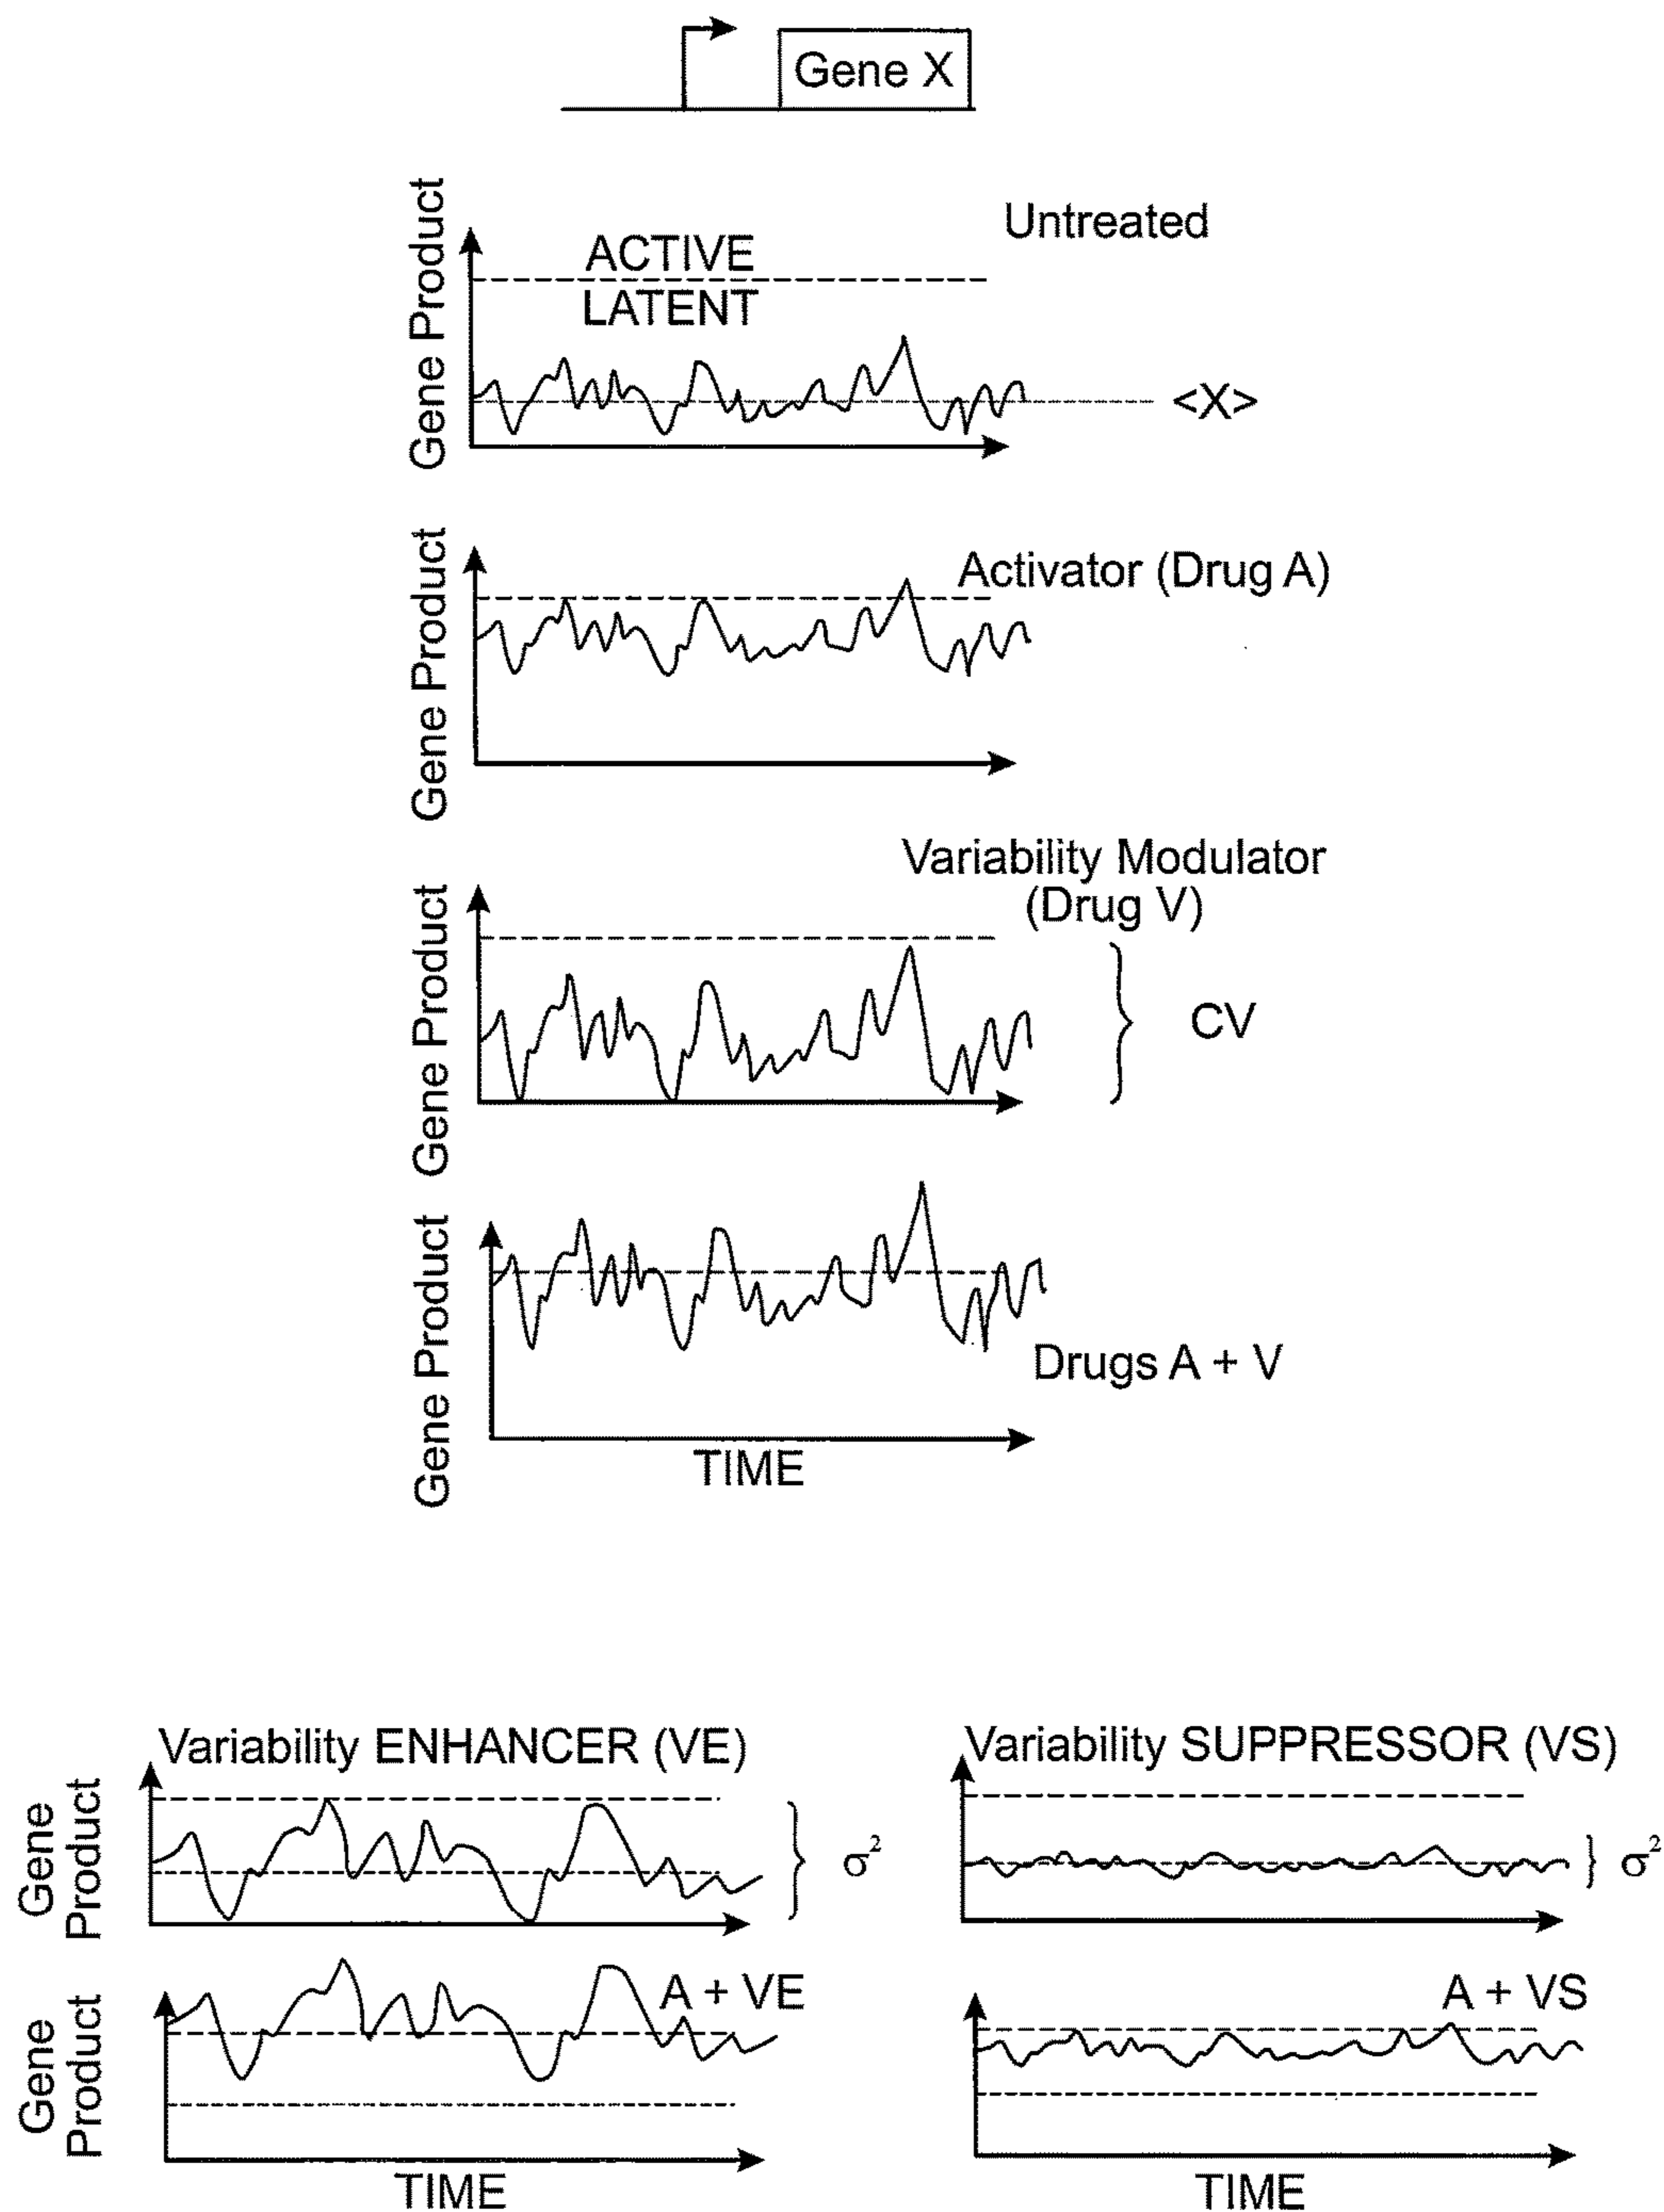 Gene X
Gene Product
Untreated
ACTIVE
LATENT
<X>
Gene Product
Activator (Drug A)
Gene Product
Variability Modulator
(Drug V)
CV
Gene Product
Drugs A + V
TIME
Variability ENHANCER (VE)
Gene
Product
σ²
Variability SUPPRESSOR (VS)
σ²
Gene
Product
A + VE
TIME
A + VS
TIME